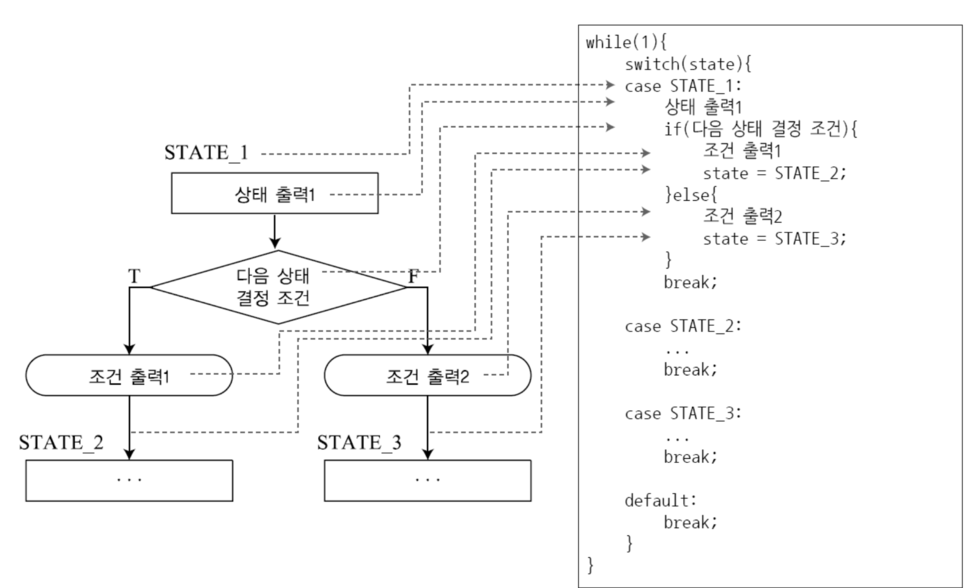 STATE_1
상태 출력1
다음 상태
결정 조건
T
F
조건 출력1
조건 출력2
STATE_2
STATE_3
...
...
while(1){
switch(state){
case STATE_1:
상태 출력1
if(다음 상태 결정 조건){
조건 출력1
state = STATE_2;
}else{
조건 출력2
state = STATE_3;
}
break;
case STATE_2:
...
break;
case STATE_3:
...
break;
default:
break;
}
}